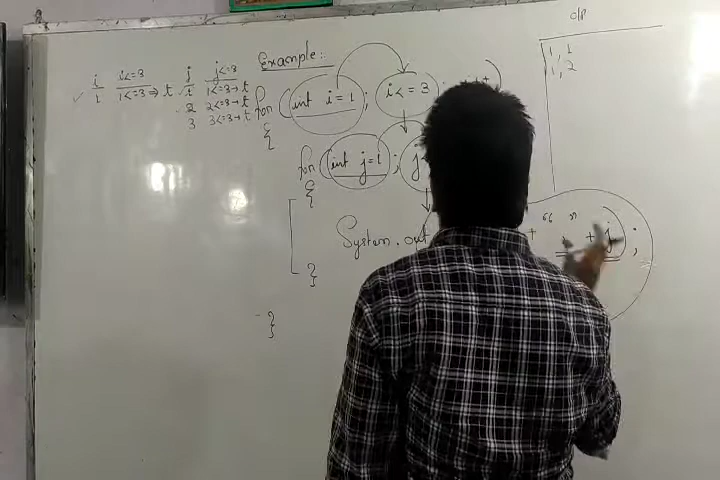 O/P
Example:-
i i<=3 j j<=3
1 1<=3 → t 1 1<=3 → t
2 2<=3 → t
3 3<=3 → t
for (int i=1; i<=3; ++)
{
for (int j=1; j
{
System.out + " " + j);
}
}
1, 1
1, 2